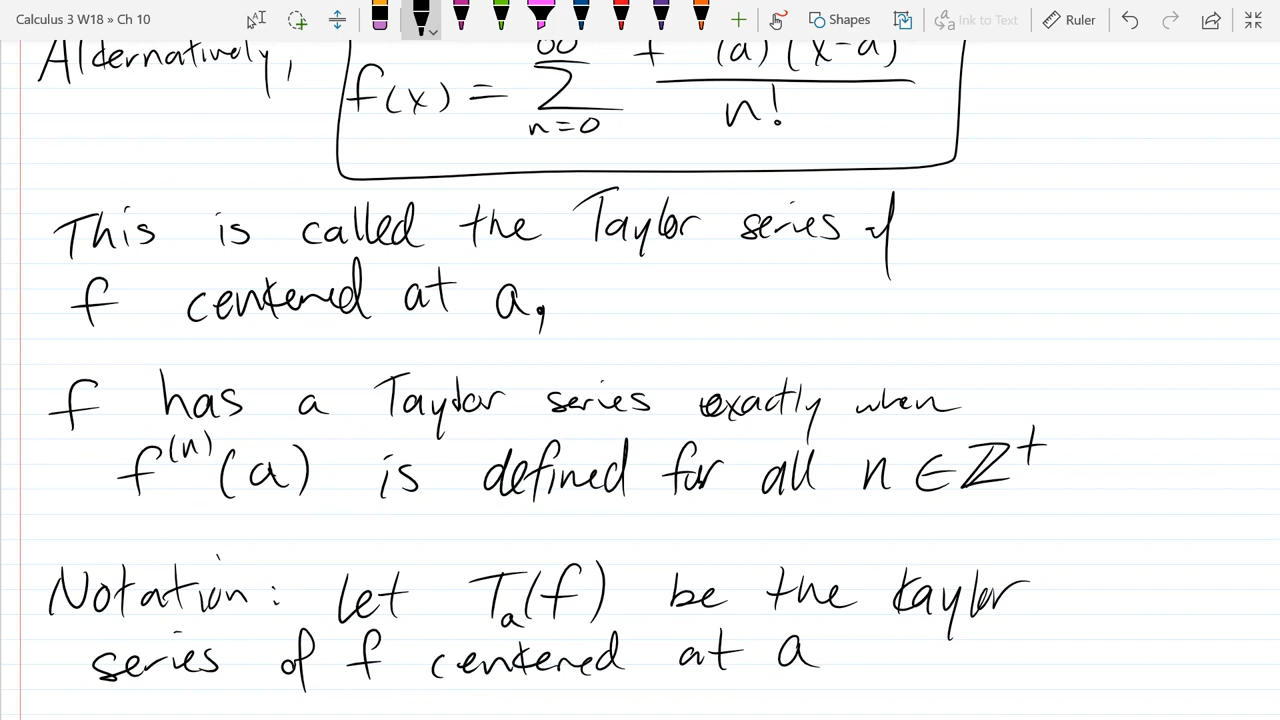 Calculus 3 W18 » Ch 10
Shapes
Ink to Text
Ruler
Alternatively,
∞
f(x) = Σ (a)(x-a)
n=0
n!
This is called the Taylor series of
f centered at a,
f has a Taylor series exactly when
f^(n)(a) is defined for all n ∈ ℤ⁺
Notation: let Tₐ(f) be the taylor
series of f centered at a